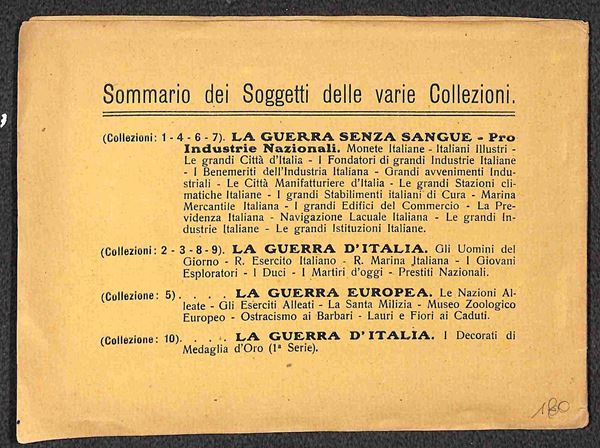 Sommario dei Soggetti delle varie Collezioni.
(Collezioni: 1 - 4 - 6 - 7). LA GUERRA SENZA SANGUE - Pro
Industrie Nazionali. Monete Italiane - Italiani Illustri -
Le grandi Città d'Italia - I Fondatori di grandi Industrie Italiane
- I Benemeriti dell'Industria Italiana - Grandi avvenimenti Indu-
striali - Le Città Manifatturiere d'Italia - Le grandi Stazioni cli-
matiche Italiane - I grandi Stabilimenti italiani di Cura - Marina
Mercantile Italiana - I grandi Edifici del Commercio - La Pre-
videnza Italiana - Navigazione Lacuale Italiana - Le grandi In-
dustrie Italiane - Le grandi Istituzioni Italiane.
(Collezioni: 2 - 3 - 8 - 9). LA GUERRA D'ITALIA. Gli Uomini del
Giorno - R. Esercito Italiano - R. Marina Italiana - I Giovani
Esploratori - I Duci - I Martiri d'oggi - Prestiti Nazionali.
(Collezione: 5) . . . LA GUERRA EUROPEA. Le Nazioni Al-
leate - Gli Eserciti Alleati - La Santa Milizia - Museo Zoologico
Europeo - Ostracismo ai Barbari - Lauri e Fiori ai Caduti.
(Collezione: 10). . . . LA GUERRA D'ITALIA. I Decorati di
Medaglia d'Oro (1ª Serie).